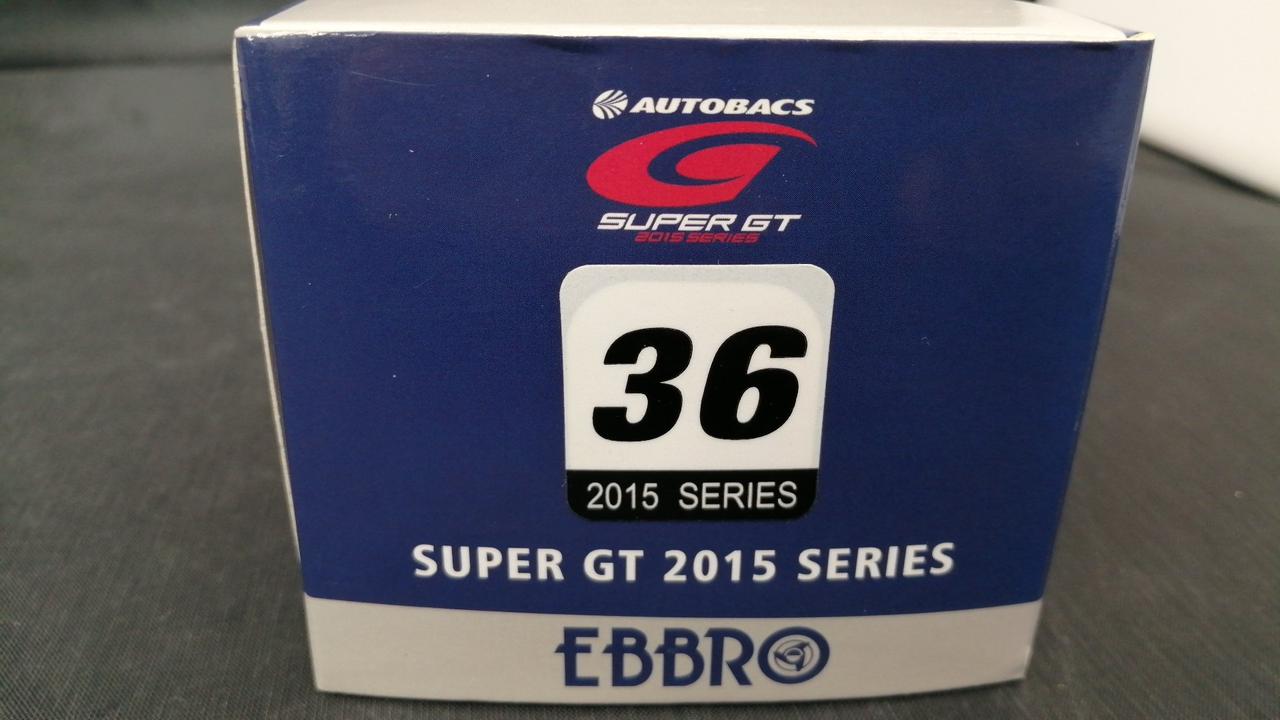 AUTOBACS
SUPER GT
2015 SERIES
36
2015 SERIES
SUPER GT 2015 SERIES
EBBRO